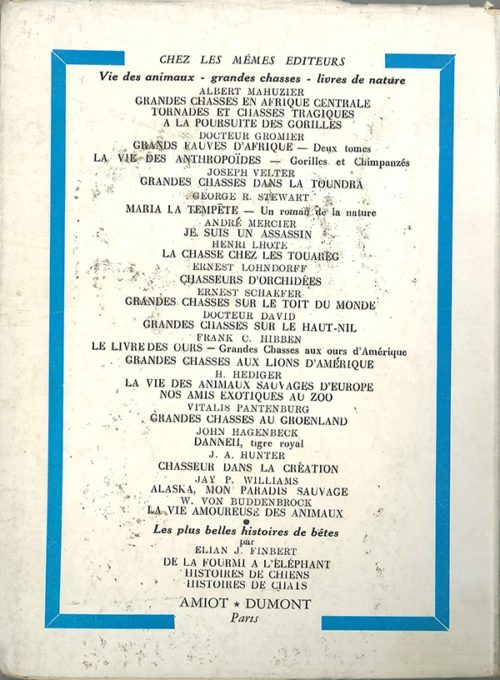 CHEZ LES MÊMES EDITEURS
Vie des animaux - grandes chasses - livres de nature
ALBERT MAHUZIER
GRANDES CHASSES EN AFRIQUE CENTRALE
TORNADES ET CHASSES TRAGIQUES
A LA POURSUITE DES GORILLES
DOCTEUR GROMIER
GRANDS FAUVES D'AFRIQUE — Deux tomes
LA VIE DES ANTHROPOÏDES — Gorilles et Chimpanzés
JOSEPH VELTER
GRANDES CHASSES DANS LA TOUNDRA
GEORGE R. STEWART
MARIA LA TEMPÊTE — Un roman de la nature
ANDRÉ MERCIER
JE SUIS UN ASSASSIN
HENRI LHOTE
LA CHASSE CHEZ LES TOUAREG
ERNEST LOHNDORFF
CHASSEURS D'ORCHIDÉES
ERNEST SCHAEFER
GRANDES CHASSES SUR LE TOIT DU MONDE
DOCTEUR DAVID
GRANDES CHASSES SUR LE HAUT-NIL
FRANK C. HIBBEN
LE LIVRE DES OURS — Grandes Chasses aux ours d'Amérique
GRANDES CHASSES AUX LIONS D'AMÉRIQUE
H. HEDIGER
LA VIE DES ANIMAUX SAUVAGES D'EUROPE
NOS AMIS EXOTIQUES AU ZOO
VITALIS PANTENBURG
GRANDES CHASSES AU GROENLAND
JOHN HAGENBECK
DANNEH, tigre royal
J. A. HUNTER
CHASSEUR DANS LA CRÉATION
JAY P. WILLIAMS
ALASKA, MON PARADIS SAUVAGE
W. VON BUDDENBROCK
LA VIE AMOUREUSE DES ANIMAUX
Les plus belles histoires de bêtes
par
ELIAN J. FINBERT
DE LA FOURMI A L'ÉLÉPHANT
HISTOIRES DE CHIENS
HISTOIRES DE CHATS
AMIOT ★ DUMONT
Paris